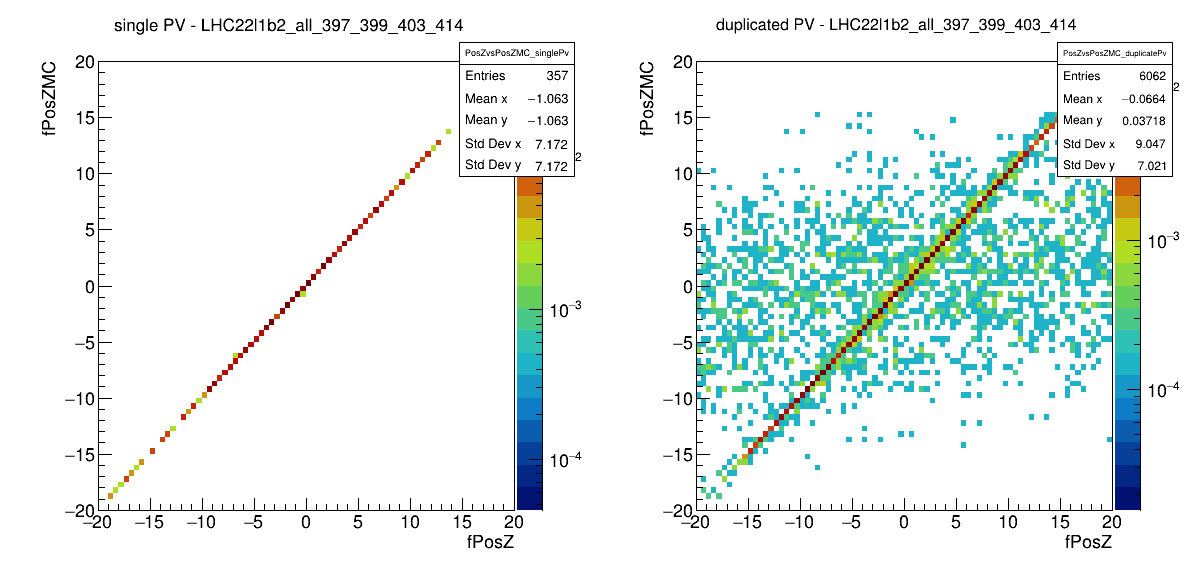 single PV - LHC22l1b2_all_397_399_403_414
PosZvsPosZMC_singlePv
Entries 357
Mean x −1.063
Mean y −1.063
Std Dev x 7.172
Std Dev y 7.172
fPosZMC
20
15
10
5
0
−5
−10
−15
−20
−20 −15 −10 −5 0 5 10 15 20
fPosZ
2
10−3
10−4
duplicated PV - LHC22l1b2_all_397_399_403_414
PosZvsPosZMC_duplicatePv
Entries 6062
Mean x −0.0664
Mean y 0.03718
Std Dev x 9.047
Std Dev y 7.021
fPosZMC
20
15
10
5
0
−5
−10
−15
−20
−20 −15 −10 −5 0 5 10 15 20
fPosZ
2
10−3
10−4